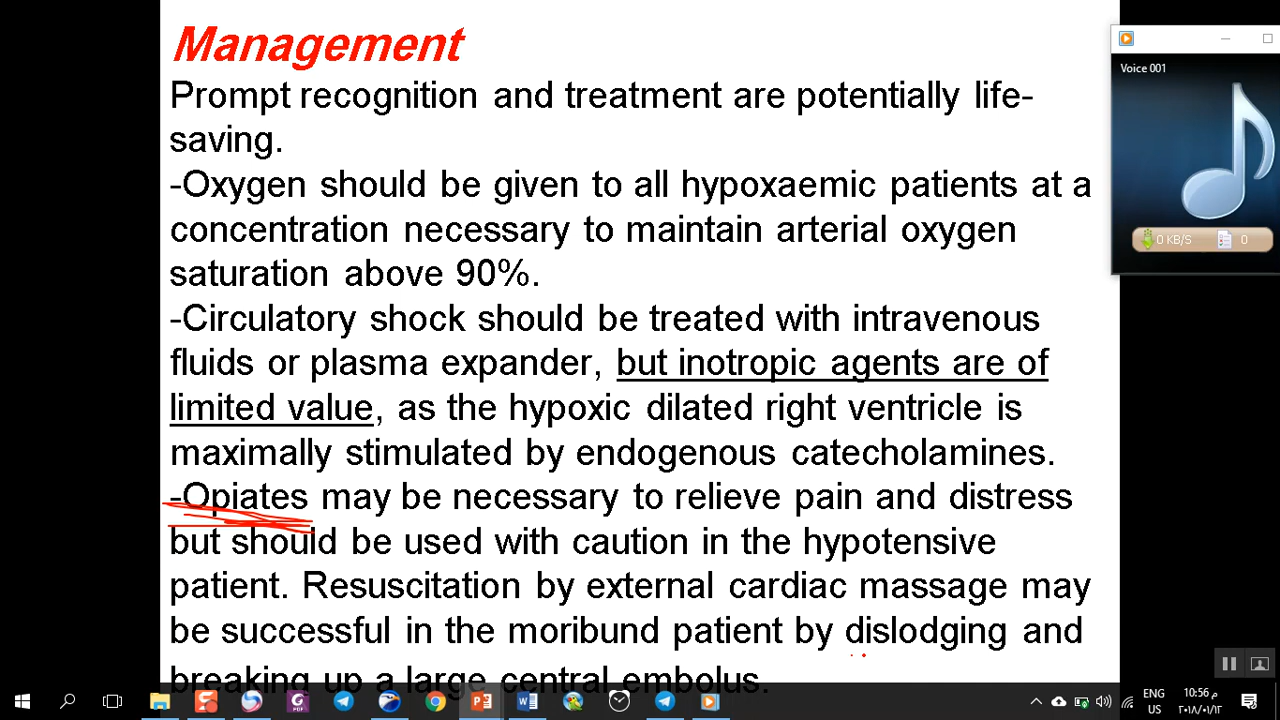 Management
Prompt recognition and treatment are potentially life-
saving.
-Oxygen should be given to all hypoxaemic patients at a
concentration necessary to maintain arterial oxygen
saturation above 90%.
-Circulatory shock should be treated with intravenous
fluids or plasma expander, but inotropic agents are of
limited value, as the hypoxic dilated right ventricle is
maximally stimulated by endogenous catecholamines.
-Opiates may be necessary to relieve pain and distress
but should be used with caution in the hypotensive
patient. Resuscitation by external cardiac massage may
be successful in the moribund patient by dislodging and
breaking up a large central embolus.
Voice 001
0 KB/S 0
ENG
US
10:56 م
٢٠١٨/٠١/١٢